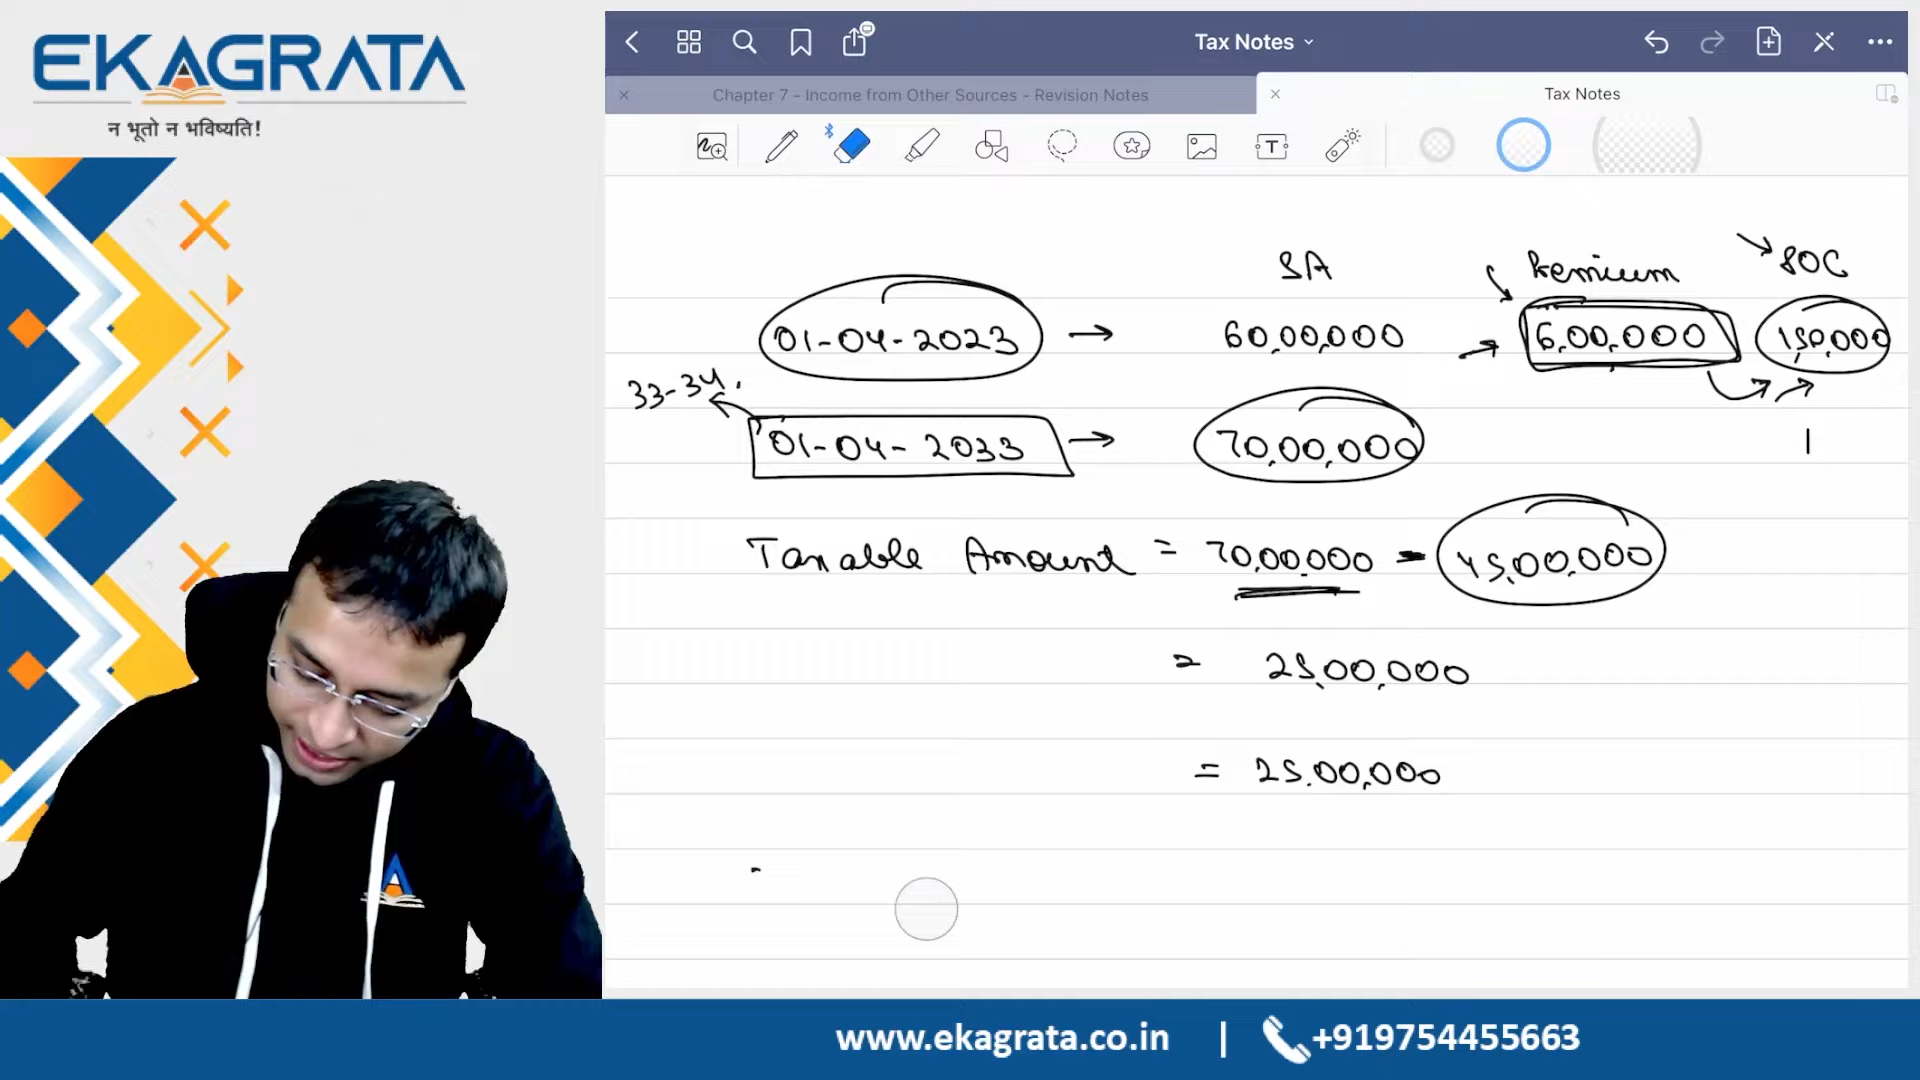 EKAGRATA
न भूतो न भविष्यति!
Tax Notes
Chapter 7 - Income from Other Sources - Revision Notes
Tax Notes
T
SA Premium 80C
01-04-2023 → 60,00,000 → 6,00,000 1,50,000
33-34.
01-04-2033 → 70,00,000
Taxable Amount = 70,00,000 - 45,00,000
= 25,00,000
= 25,00,000
www.ekagrata.co.in | +919754455663